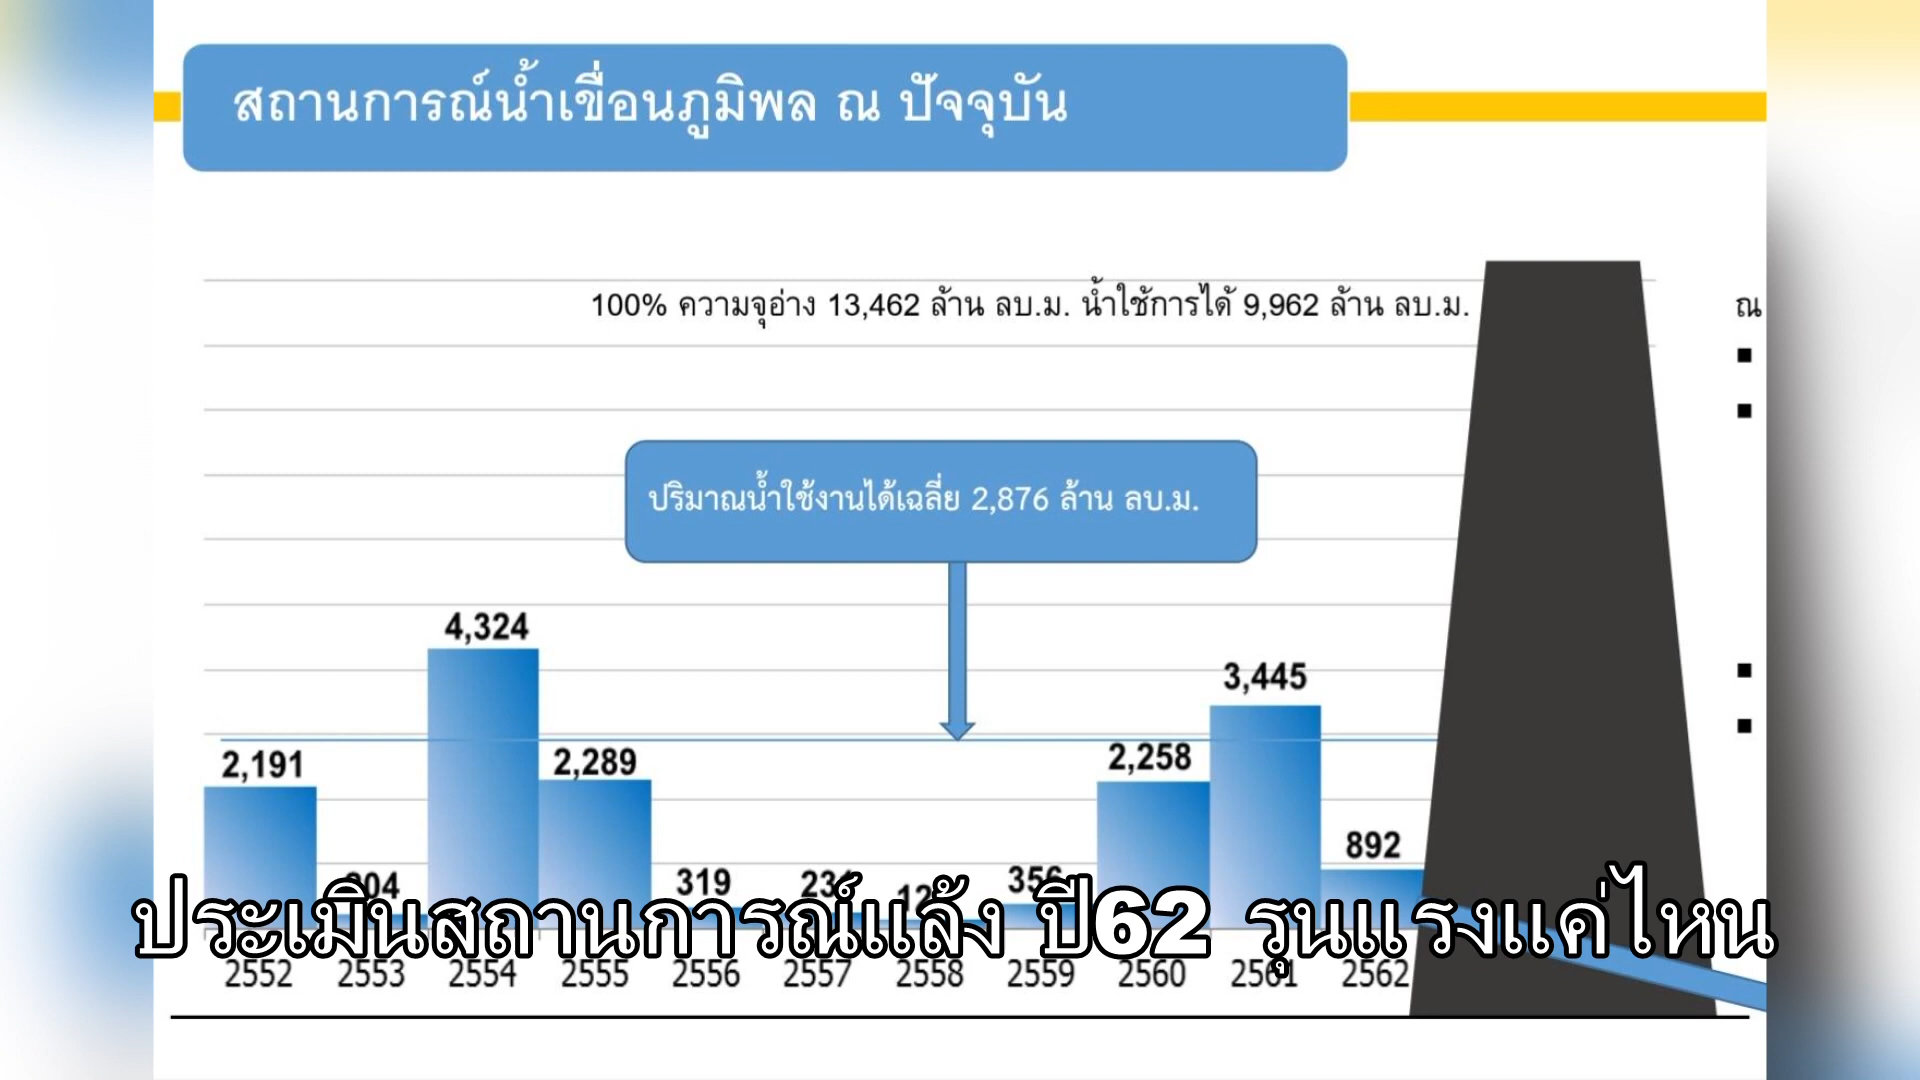 สถานการณ์น้ำเขื่อนภูมิพล ณ ปัจจุบัน
100% ความจุอ่าง 13,462 ล้าน ลบ.ม. น้ำใช้การได้ 9,962 ล้าน ลบ.ม.
ณ
ปริมาณน้ำใช้งานได้เฉลี่ย 2,876 ล้าน ลบ.ม.
4,324
3,445
2,191
2,289
2,258
892
319
ประเมินสถานการณ์แล้ง ปี62 รุนแรงแค่ไหน
2552 2553 2554 2555 2556 2557 2558 2559 2560 2561 2562